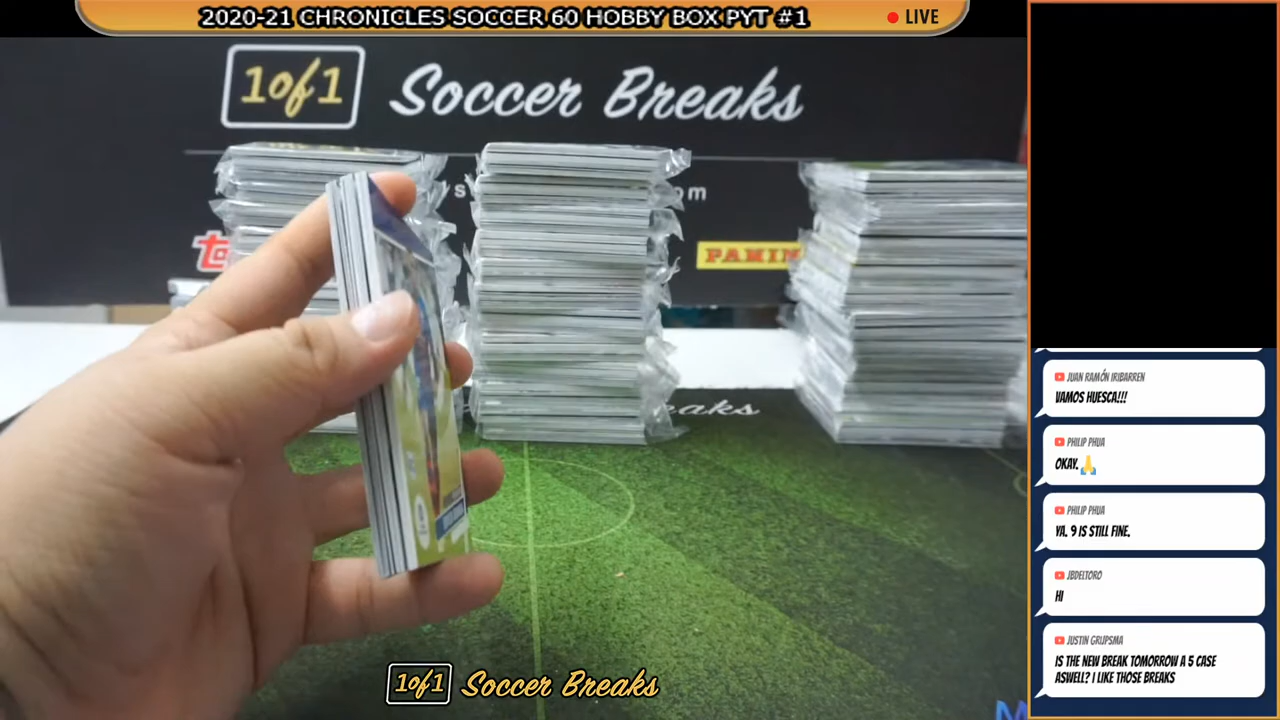 2020-21 CHRONICLES SOCCER 60 HOBBY BOX PYT #1
LIVE
1of1 Soccer Breaks
PANINI
JUAN RAMÓN IRIBARREN
VAMOS HUESCA!!!
PHILIP PHUA
OKAY.🙏
PHILIP PHUA
YA. 9 IS STILL FINE.
JBDELTORO
HI
JUSTIN GRIJPSMA
IS THE NEW BREAK TOMORROW A 5 CASE
ASWELL? I LIKE THOSE BREAKS
1of1 Soccer Breaks